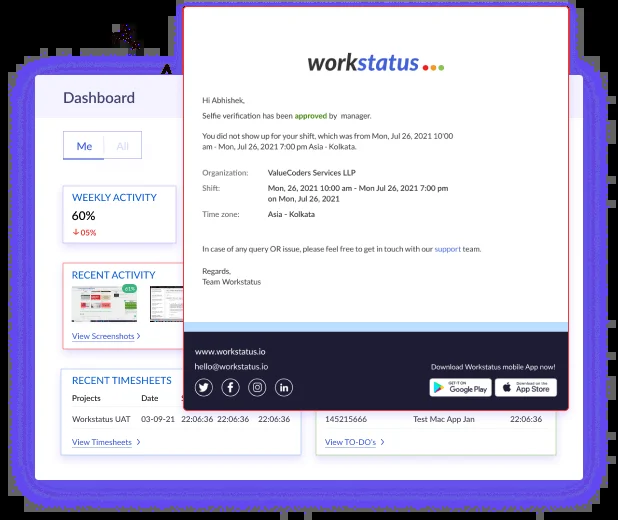 workstatus
Dashboard
Hi Abhishek,
Selfie verification has been approved by manager.
Me
All
You did not show up for your shift, which was from Mon, Jul 26, 2021 10'00
am - Mon, Jul 26, 2021 7:00 pm Asia - Kolkata.
Organization: ValueCoders Services LLP
Shift: Mon, 26, 2021 10:00 am - Mon Jul 26, 2021 7:00 pm
on Mon, Jul 26, 2021
Time zone: Asia - Kolkata
In case of any query OR issue, please feel free to get in touch with our support team.
Regards,
Team Workstatus
WEEKLY ACTIVITY
60%
05%
RECENT ACTIVITY
61%
View Screenshots
www.workstatus.io
hello@workstatus.io
Download Workstatus mobile App now!
GET IT ON
Google Play
Download on the
App Store
RECENT TIMESHEETS
Projects Date
Workstatus UAT 03-09-21 22:06:36 22:06:36 22:06:36
View Timesheets
145215666 Test Mac App Jan 22:06:36
View TO-DO's